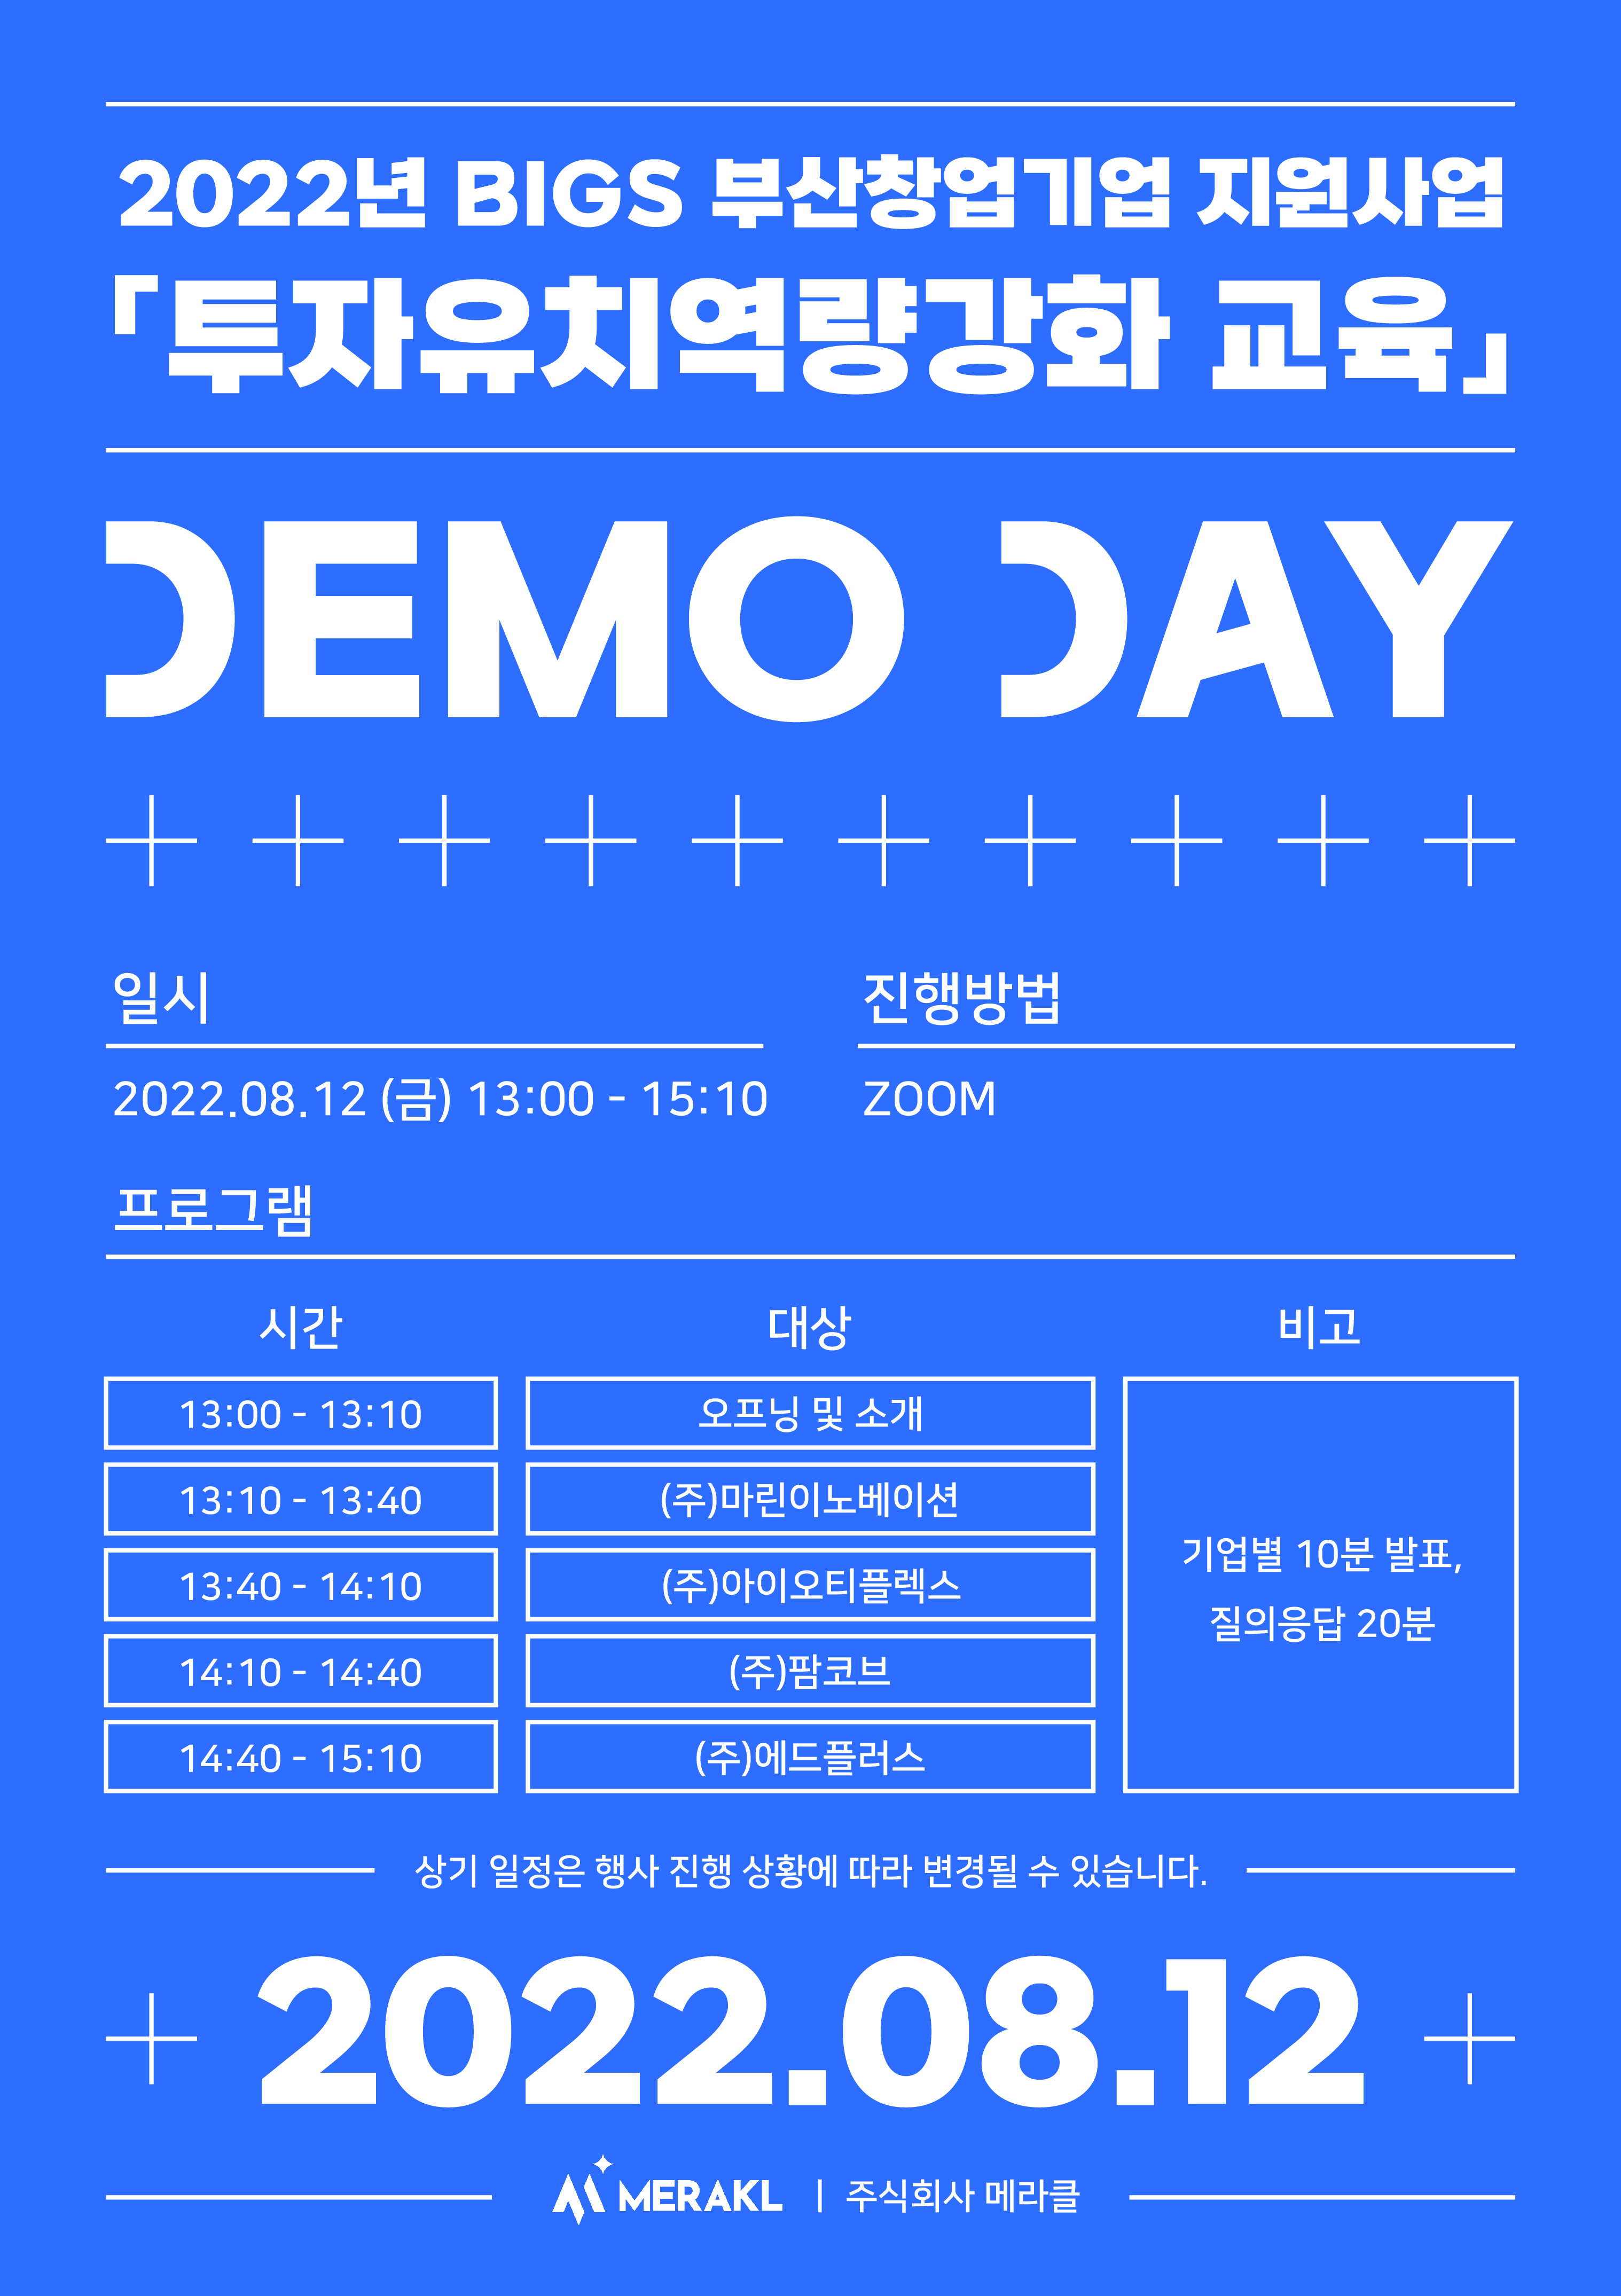 2022년 BIGS 부산창업기업 지원사업
「투자유치역량강화 교육」
DEMO DAY
일시
2022.08.12 (금) 13:00 - 15:10
진행방법
ZOOM
프로그램
시간 대상 비고
13:00 - 13:10 오프닝 및 소개
13:10 - 13:40 (주)마린이노베이션
13:40 - 14:10 (주)아이오티플렉스
14:10 - 14:40 (주)팜코브
14:40 - 15:10 (주)에드플러스
기업별 10분 발표,
질의응답 20분
상기 일정은 행사 진행 상황에 따라 변경될 수 있습니다.
2022.08.12
MERAKL | 주식회사 메라클